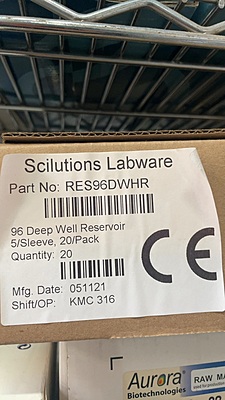 Scilutions Labware
Part No: RES96DWHR
96 Deep Well Reservoir
5/Sleeve, 20/Pack
Quantity: 20
CE
Mfg. Date: 051121
Shift/OP: KMC 316
Aurora
Biotechnologies
RAW MA